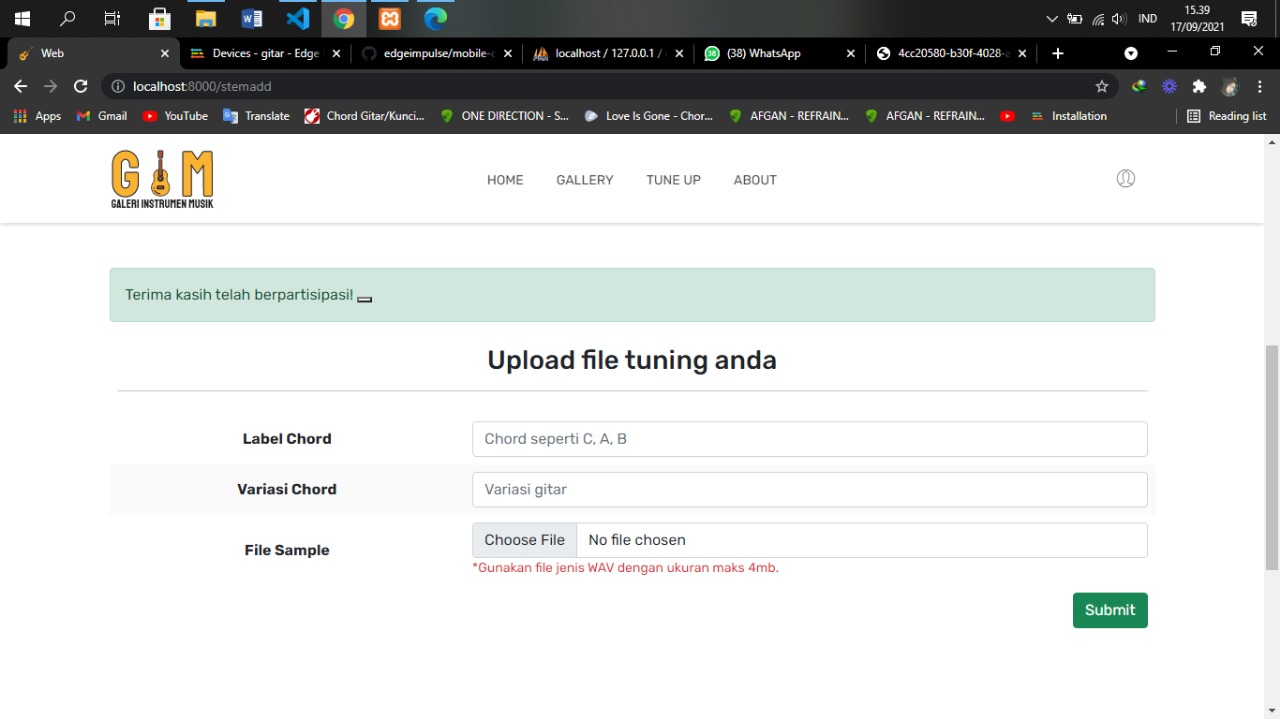 15.39
IND
17/09/2021
Web
Devices - gitar - Edge
edgeimpulse/mobile-c
localhost / 127.0.0.1 /
(38) WhatsApp
4cc20580-b30f-4028-a
localhost:8000/stemadd
Apps
Gmail
YouTube
Translate
Chord Gitar/Kunci...
ONE DIRECTION - S...
Love Is Gone - Chor...
AFGAN - REFRAIN...
AFGAN - REFRAIN...
Installation
Reading list
GIM
GALERI INSTRUMEN MUSIK
HOME
GALLERY
TUNE UP
ABOUT
Terima kasih telah berpartisipasi!
Upload file tuning anda
Label Chord
Chord seperti C, A, B
Variasi Chord
Variasi gitar
File Sample
Choose File
No file chosen
*Gunakan file jenis WAV dengan ukuran maks 4mb.
Submit